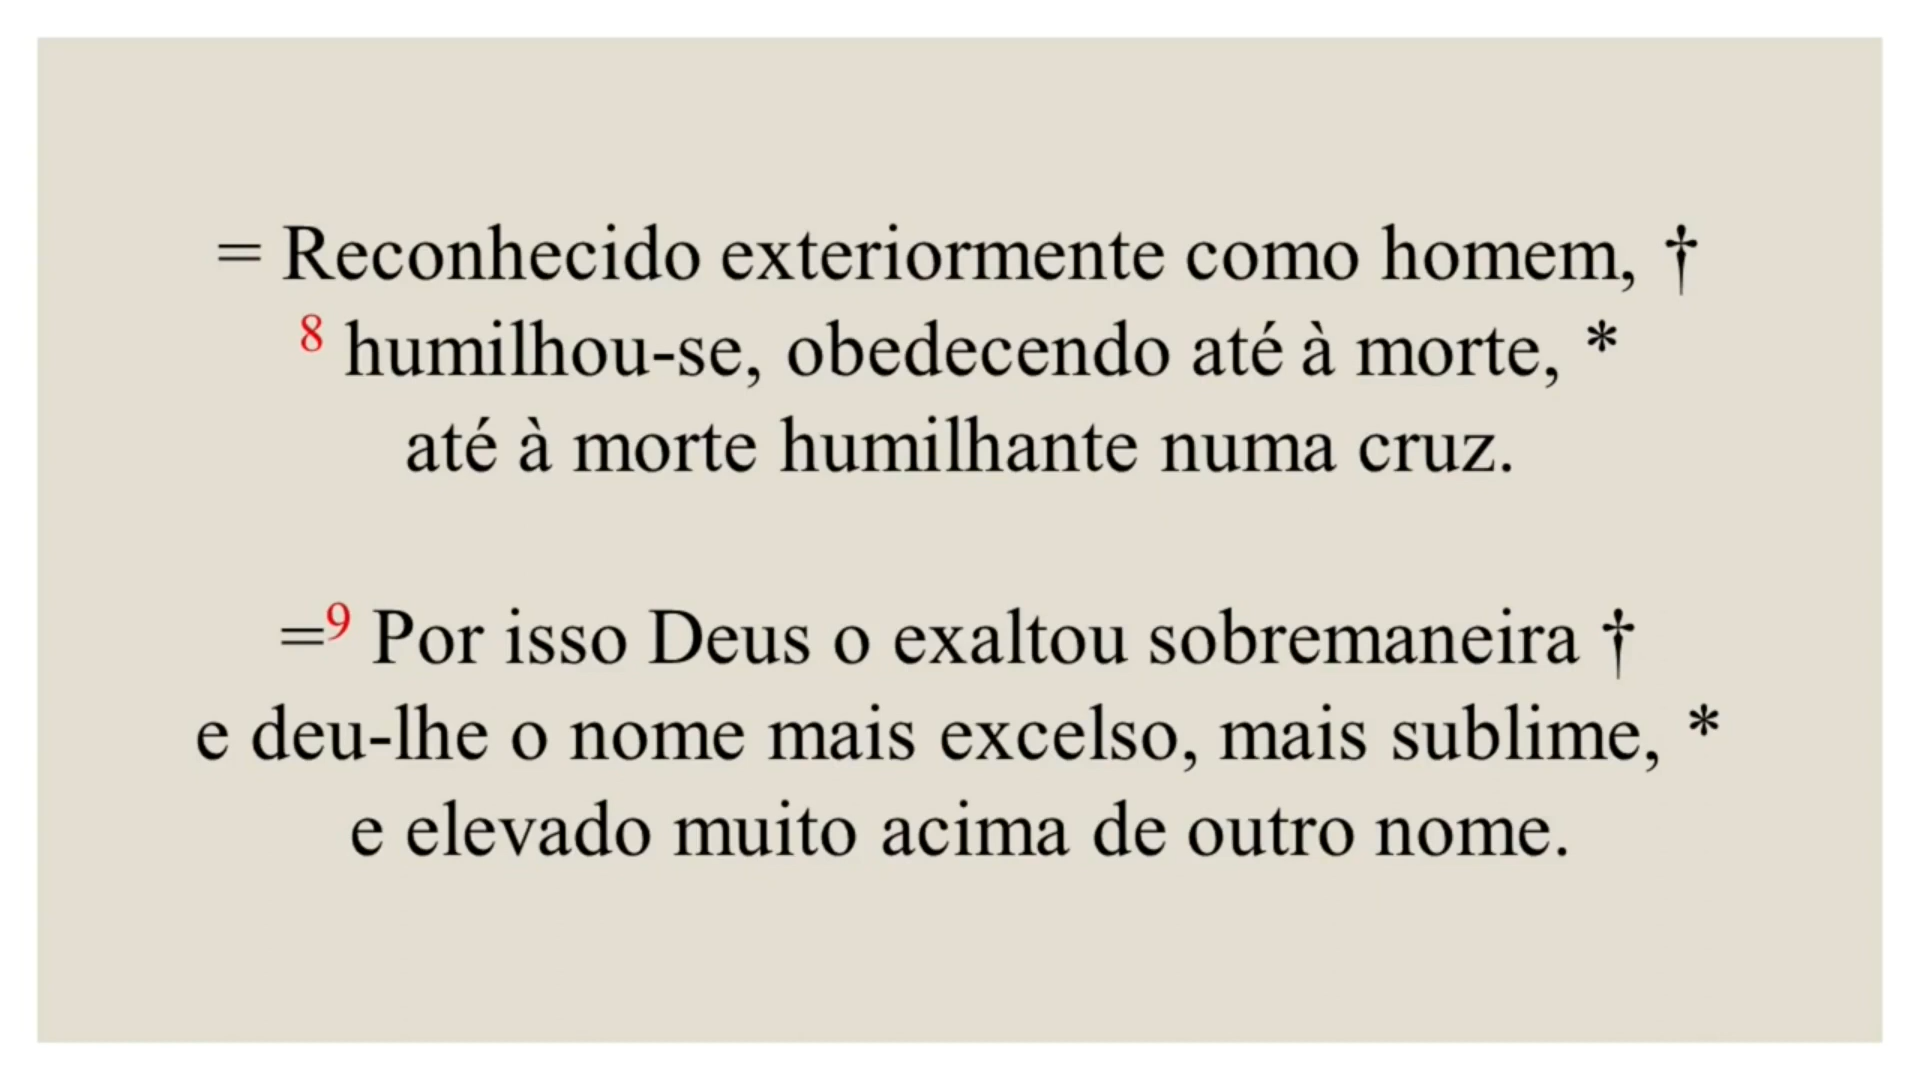 = Reconhecido exteriormente como homem, †
8 humilhou-se, obedecendo até à morte, *
até à morte humilhante numa cruz.
=9 Por isso Deus o exaltou sobremaneira †
e deu-lhe o nome mais excelso, mais sublime, *
e elevado muito acima de outro nome.